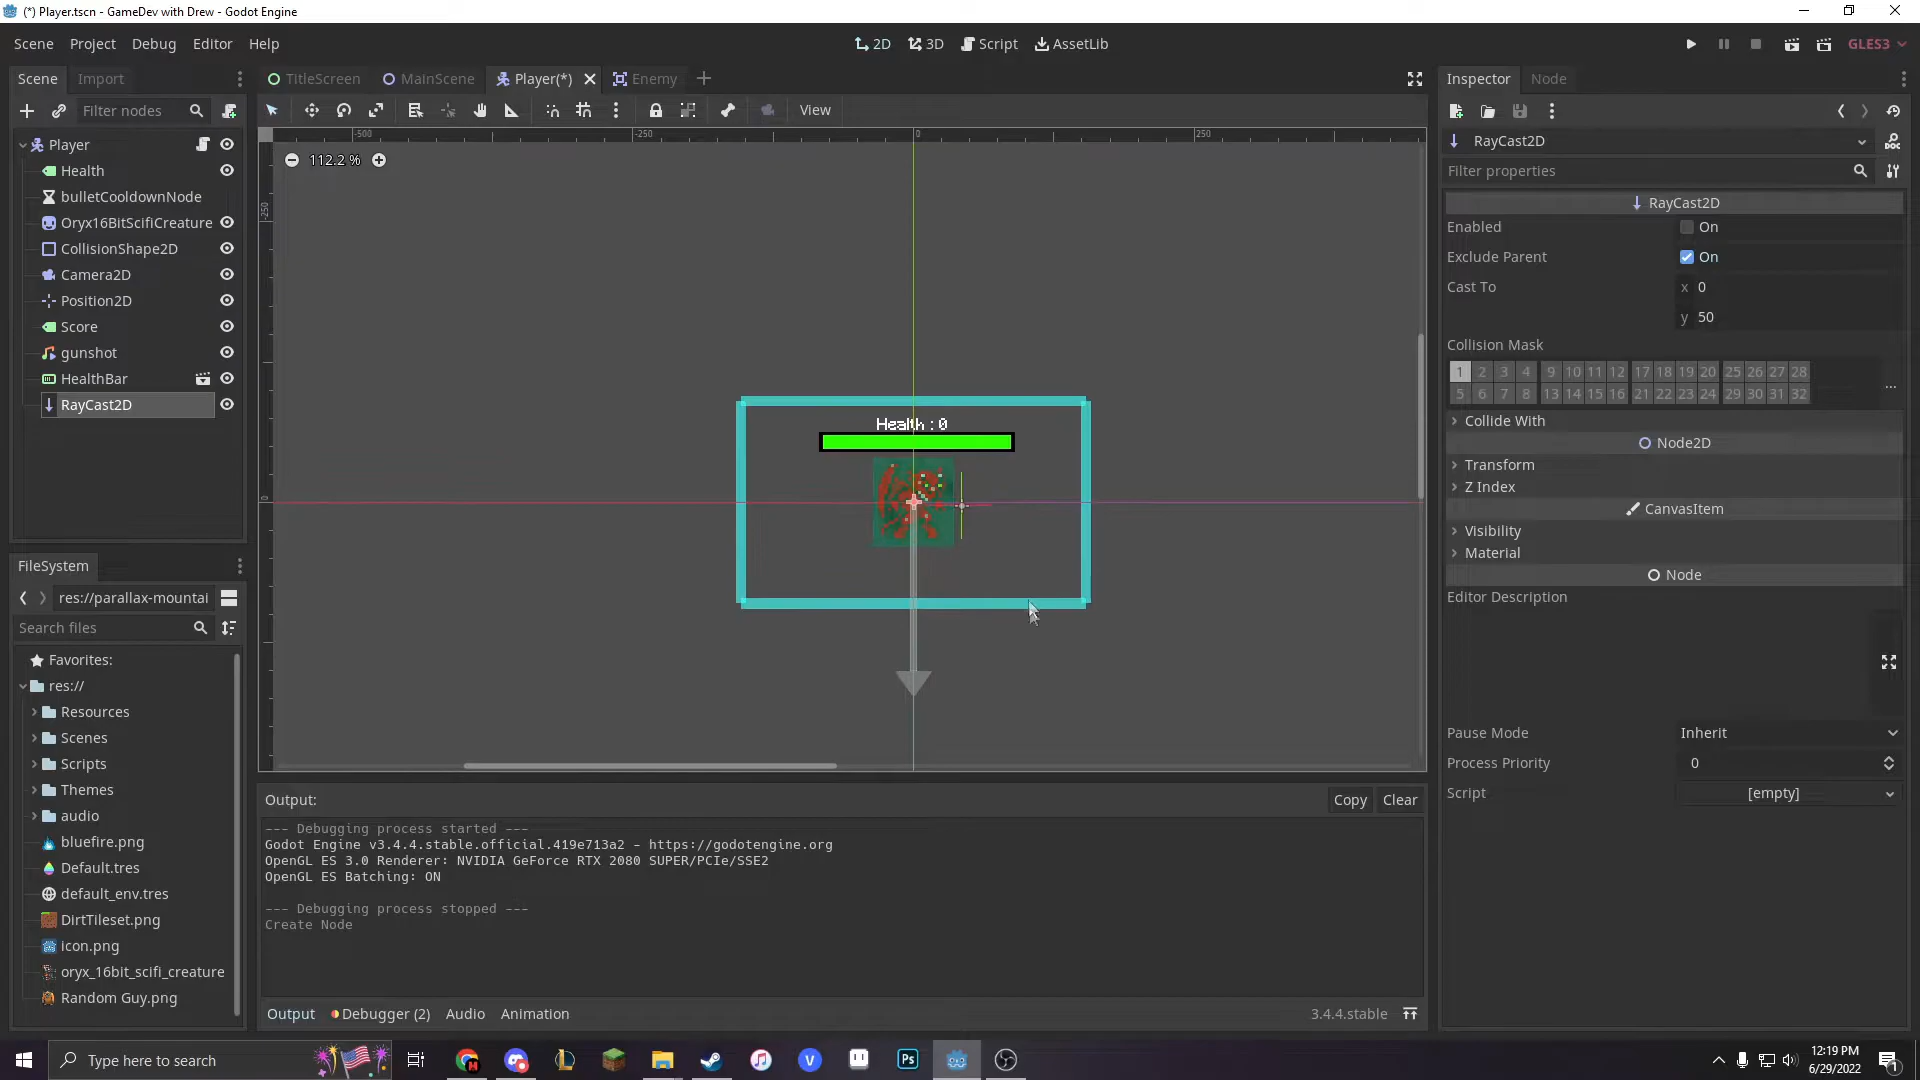 (*) Player.tscn - GameDev with Drew - Godot Engine
Scene Project Debug Editor Help
2D 3D Script AssetLib
GLES3
Scene Import
Filter nodes
Player
Health
bulletCooldownNode
Oryx16BitScifiCreature
CollisionShape2D
Camera2D
Position2D
Score
gunshot
HealthBar
RayCast2D
FileSystem
res://parallax-mountai
Search files
Favorites:
res://
Resources
Scenes
Scripts
Themes
audio
bluefire.png
Default.tres
default_env.tres
DirtTileset.png
icon.png
oryx_16bit_scifi_creature
Random Guy.png
TitleScreen MainScene Player(*) Enemy
View
-500 -250 0 250
112.2 %
-250
0
Health : 0
Output: Copy Clear
--- Debugging process started ---
Godot Engine v3.4.4.stable.official.419e713a2 - https://godotengine.org
OpenGL ES 3.0 Renderer: NVIDIA GeForce RTX 2080 SUPER/PCIe/SSE2
OpenGL ES Batching: ON
--- Debugging process stopped ---
Create Node
Output Debugger (2) Audio Animation 3.4.4.stable
Inspector Node
RayCast2D
Filter properties
RayCast2D
Enabled On
Exclude Parent On
Cast To x 0
y 50
Collision Mask
1 2 3 4 9 10 11 12 17 18 19 20 25 26 27 28
5 6 7 8 13 14 15 16 21 22 23 24 29 30 31 32
Collide With
Node2D
Transform
Z Index
CanvasItem
Visibility
Material
Node
Editor Description
Pause Mode Inherit
Process Priority 0
Script [empty]
Type here to search
12:19 PM
6/29/2022
1